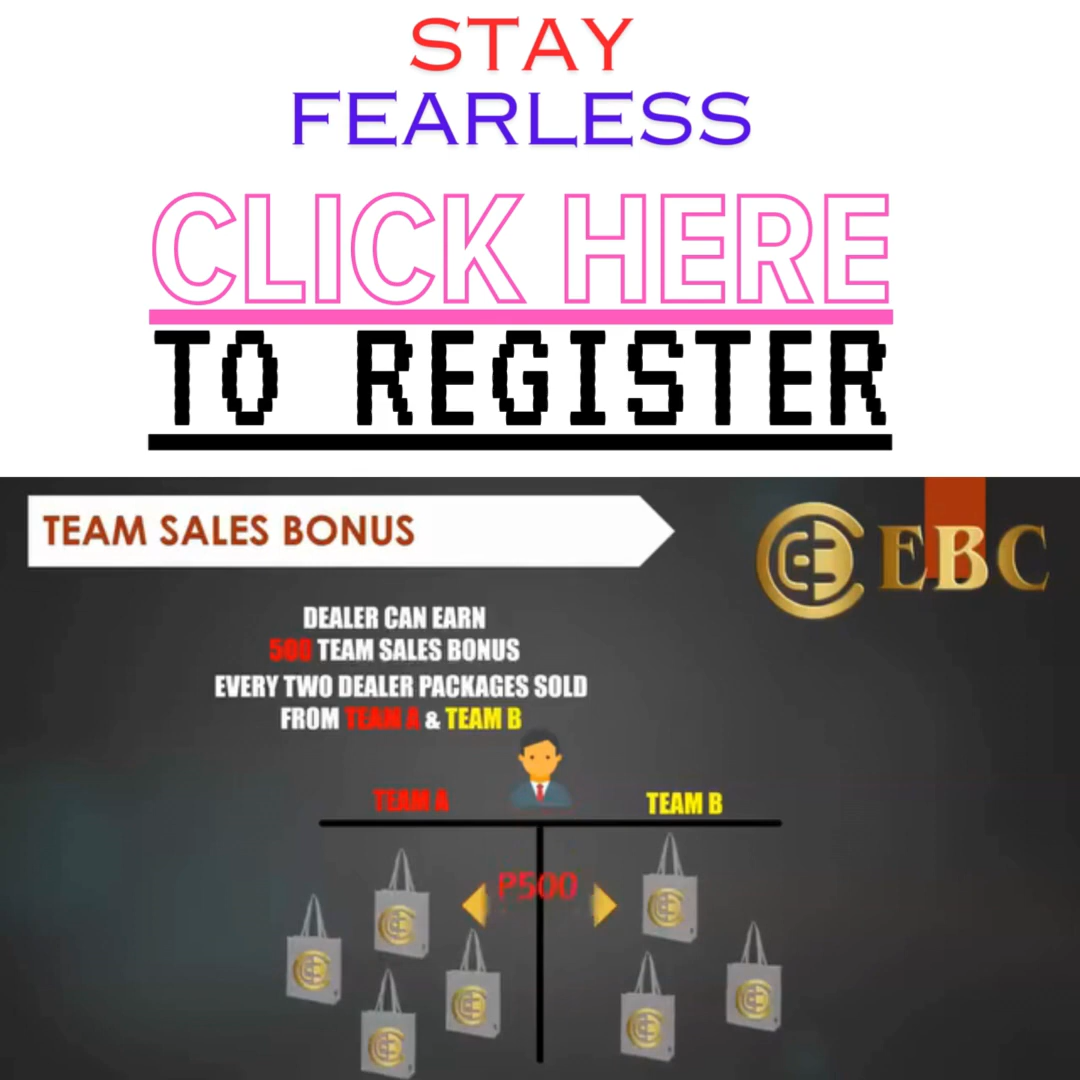 STAY
FEARLESS
CLICK HERE
TO REGISTER
TEAM SALES BONUS
EBC
DEALER CAN EARN
500 TEAM SALES BONUS
EVERY TWO DEALER PACKAGES SOLD
FROM TEAM A & TEAM B
TEAM A
TEAM B
P500